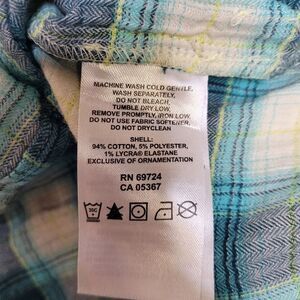 MACHINE WASH COLD GENTLE,
WASH SEPARATELY,
DO NOT BLEACH,
TUMBLE DRY LOW,
REMOVE PROMPTLY, IRON LOW,
DO NOT USE FABRIC SOFTENER,
DO NOT DRYCLEAN
SHELL:
94% COTTON, 5% POLYESTER,
1% LYCRA® ELASTANE
EXCLUSIVE OF ORNAMENTATION
RN 69724
CA 05367
30C